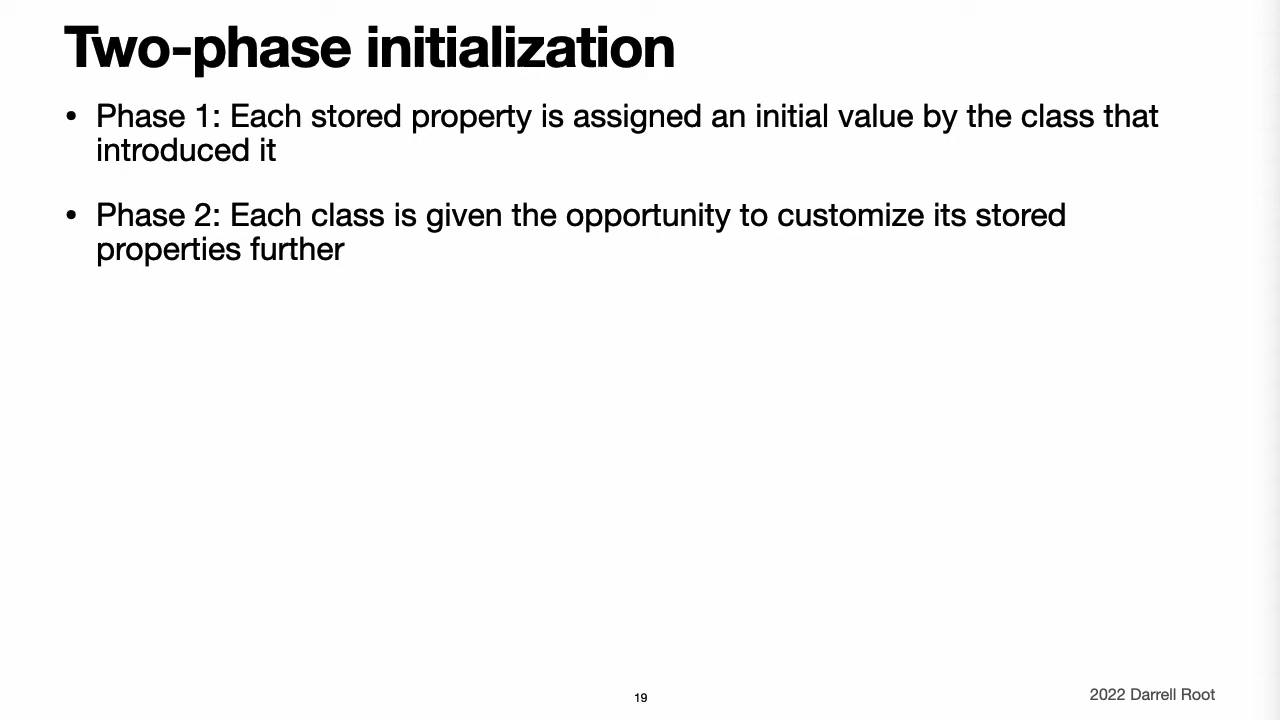 Two-phase initialization
• Phase 1: Each stored property is assigned an initial value by the class that
introduced it
• Phase 2: Each class is given the opportunity to customize its stored
properties further
19
2022 Darrell Root